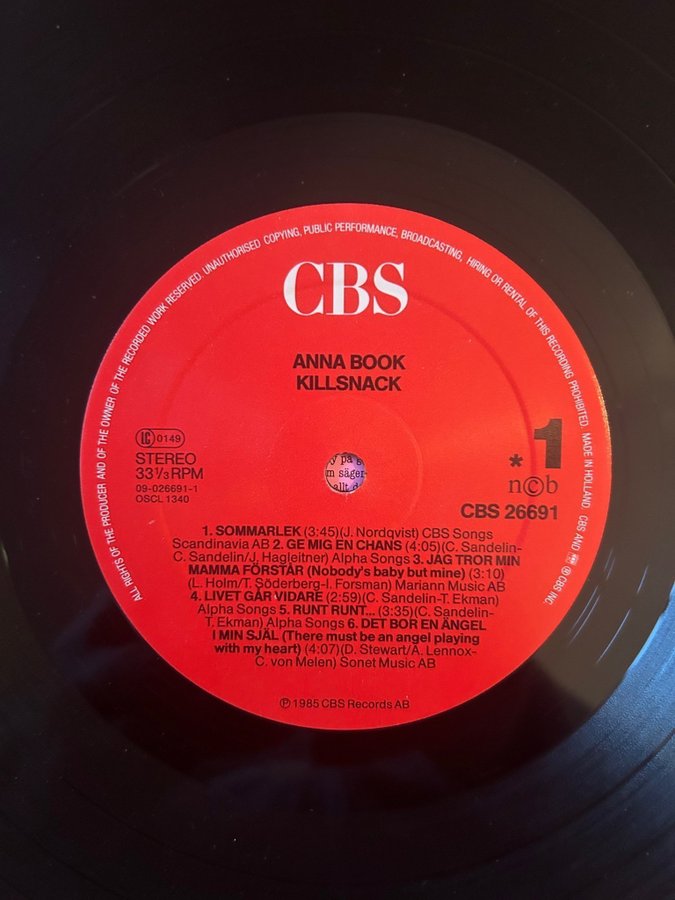 ALL RIGHTS OF THE PRODUCER AND OF THE OWNER OF THE RECORDED WORK RESERVED. UNAUTHORISED COPYING, PUBLIC PERFORMANCE, BROADCASTING, HIRING OR RENTAL OF THIS RECORDING PROHIBITED. MADE IN HOLLAND CBS AND ℗ CBS INC.
CBS
ANNA BOOK
KILLSNACK
LC 0149
STEREO
33⅓ RPM
09-026691-1
OSCL 1340
*1
n©b
CBS 26691
på
m säger
allt
1. SOMMARLEK (3:45)(J. Nordqvist) CBS Songs
Scandinavia AB 2. GE MIG EN CHANS (4:05)(C. Sandelin-
C. Sandelin/J. Hagleitner) Alpha Songs 3. JAG TROR MIN
MAMMA FÖRSTÅR (Nobody's baby but mine) (3:10)
(L. Holm/T. Söderberg-I. Forsman) Mariann Music AB
4. LIVET GÅR VIDARE (2:59)(C. Sandelin-T. Ekman)
Alpha Songs 5. RUNT RUNT... (3:35)(C. Sandelin-
T. Ekman) Alpha Songs 6. DET BOR EN ÄNGEL
I MIN SJÄL (There must be an angel playing
with my heart) (4:07)(D. Stewart/A. Lennox-
C. von Melen) Sonet Music AB
℗ 1985 CBS Records AB